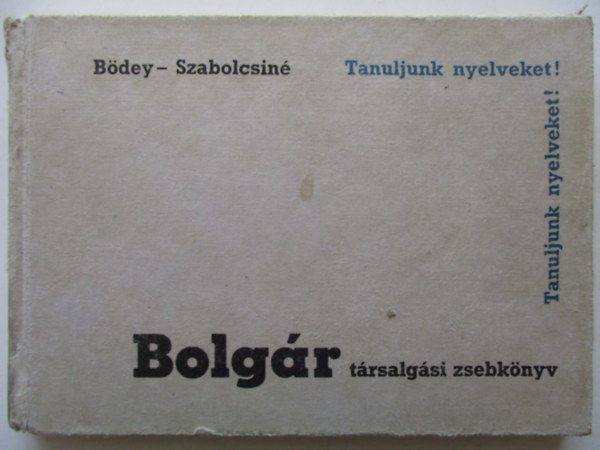 Bödey – Szabolcsiné
Tanuljunk nyelveket!
Tanuljunk nyelveket!
Bolgár társalgási zsebkönyv